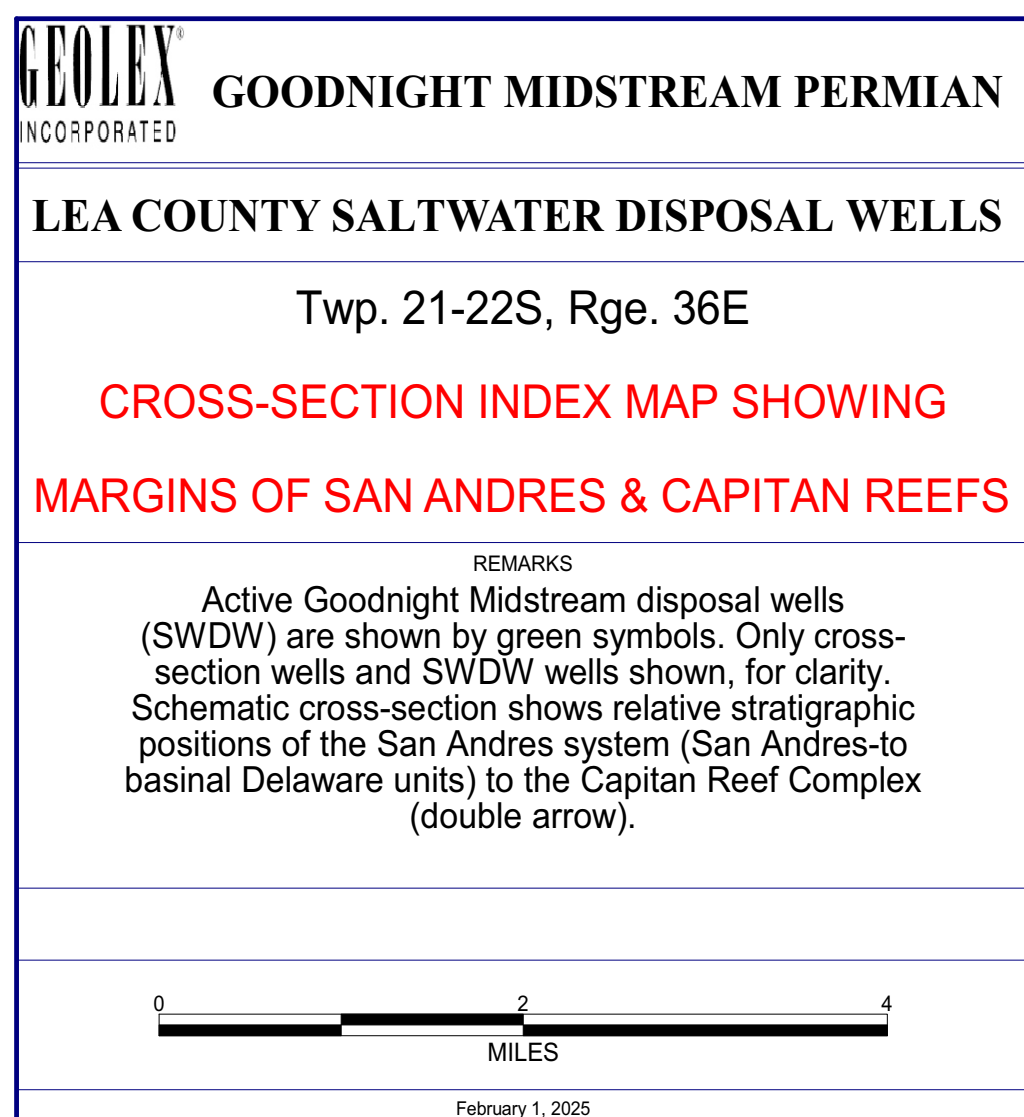 GEOLEX®
INCORPORATED
GOODNIGHT MIDSTREAM PERMIAN
LEA COUNTY SALTWATER DISPOSAL WELLS
Twp. 21-22S, Rge. 36E
CROSS-SECTION INDEX MAP SHOWING
MARGINS OF SAN ANDRES & CAPITAN REEFS
REMARKS
Active Goodnight Midstream disposal wells
(SWDW) are shown by green symbols. Only cross-
section wells and SWDW wells shown, for clarity.
Schematic cross-section shows relative stratigraphic
positions of the San Andres system (San Andres-to
basinal Delaware units) to the Capitan Reef Complex
(double arrow).
0 2 4
MILES
February 1, 2025